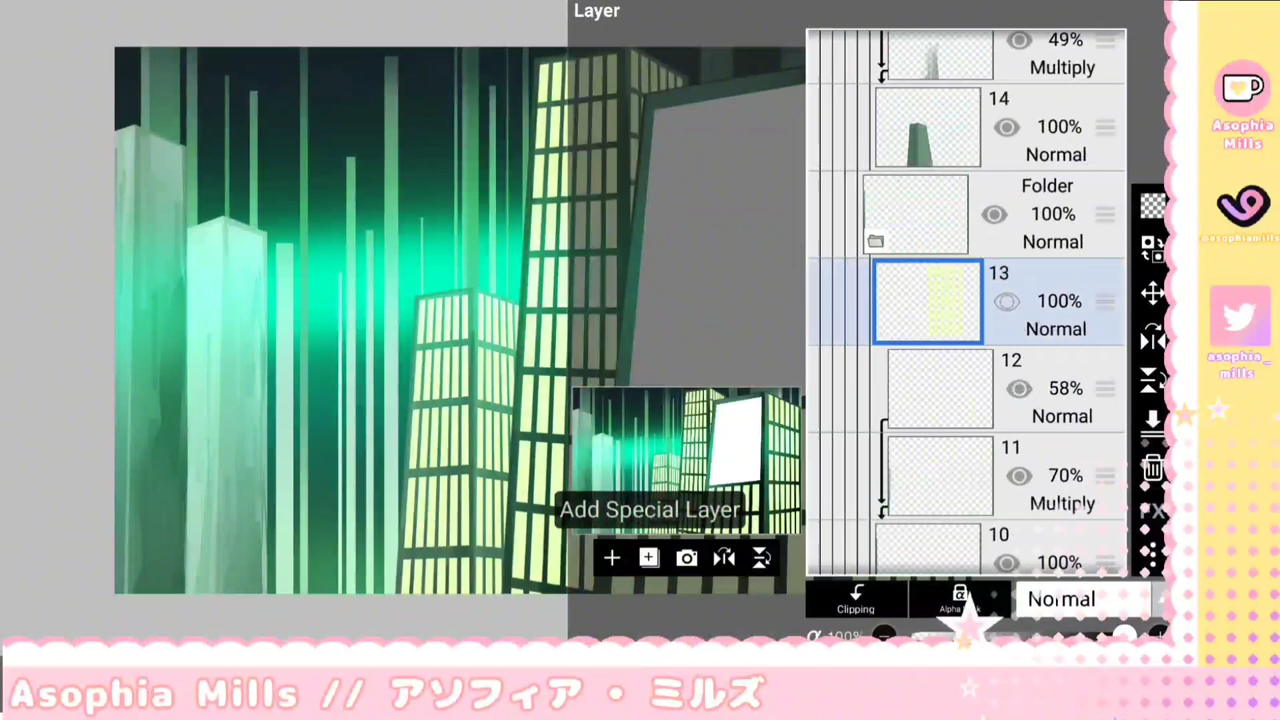 Layer
49%
Multiply
14
100%
Normal
Folder
100%
Normal
13
100%
Normal
12
58%
Normal
11
70%
Multiply
10
100%
Add Special Layer
Clipping
Normal
Asophia
Mills
@asophiamills
asophia_
mills
Asophia Mills // アソフィア・ミルズ